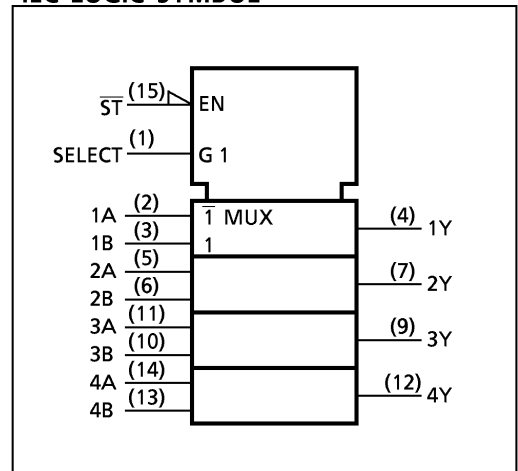 IEC LOGIC SYMBOL
S̅T̅ (15) EN
SELECT (1) G 1
1A (2) 1̅ MUX (4) 1Y
1B (3) 1
2A (5) (7) 2Y
2B (6)
3A (11) (9) 3Y
3B (10)
4A (14) (12) 4Y
4B (13)